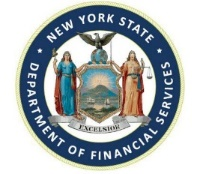 NEW YORK STATE
DEPARTMENT OF FINANCIAL SERVICES
EXCELSIOR